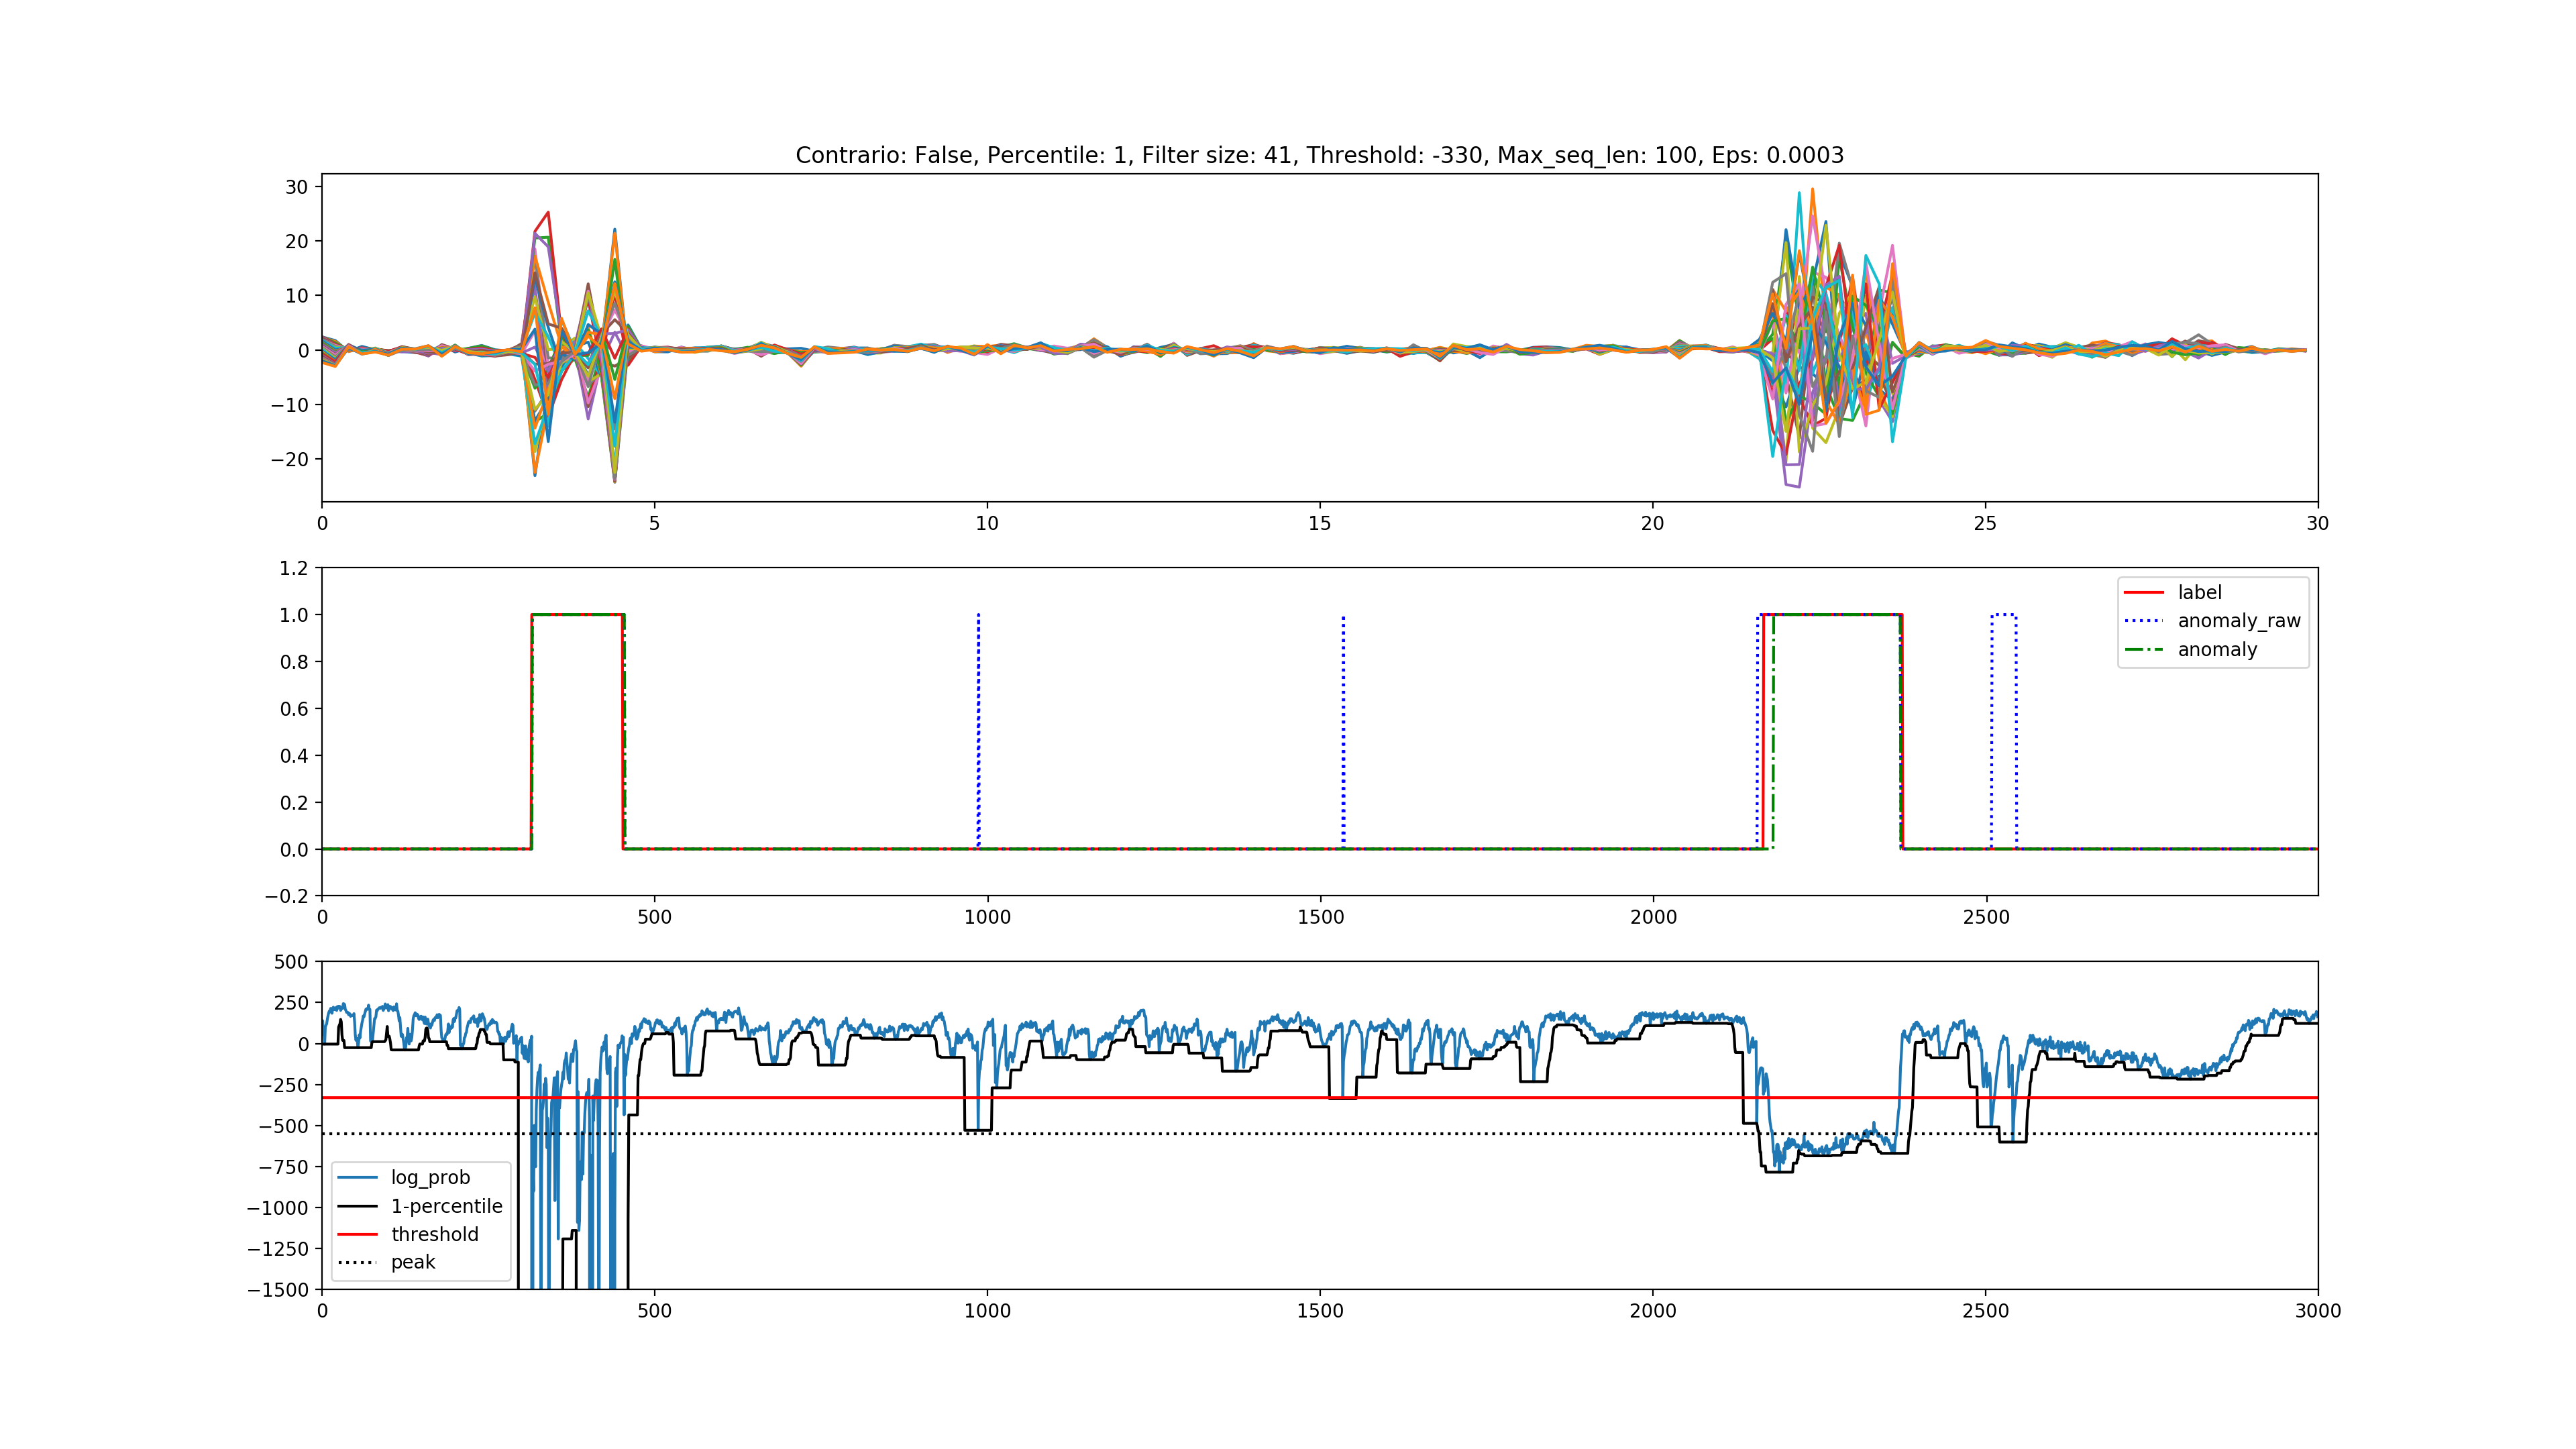 Contrario: False, Percentile: 1, Filter size: 41, Threshold: -330, Max_seq_len: 100, Eps: 0.0003
30
20
10
0
−10
−20
0 5 10 15 20 25 30
1.2
1.0
0.8
0.6
0.4
0.2
0.0
−0.2
label
anomaly_raw
anomaly
0 500 1000 1500 2000 2500
500
250
0
−250
−500
−750
−1000
−1250
−1500
log_prob
1-percentile
threshold
peak
0 500 1000 1500 2000 2500 3000